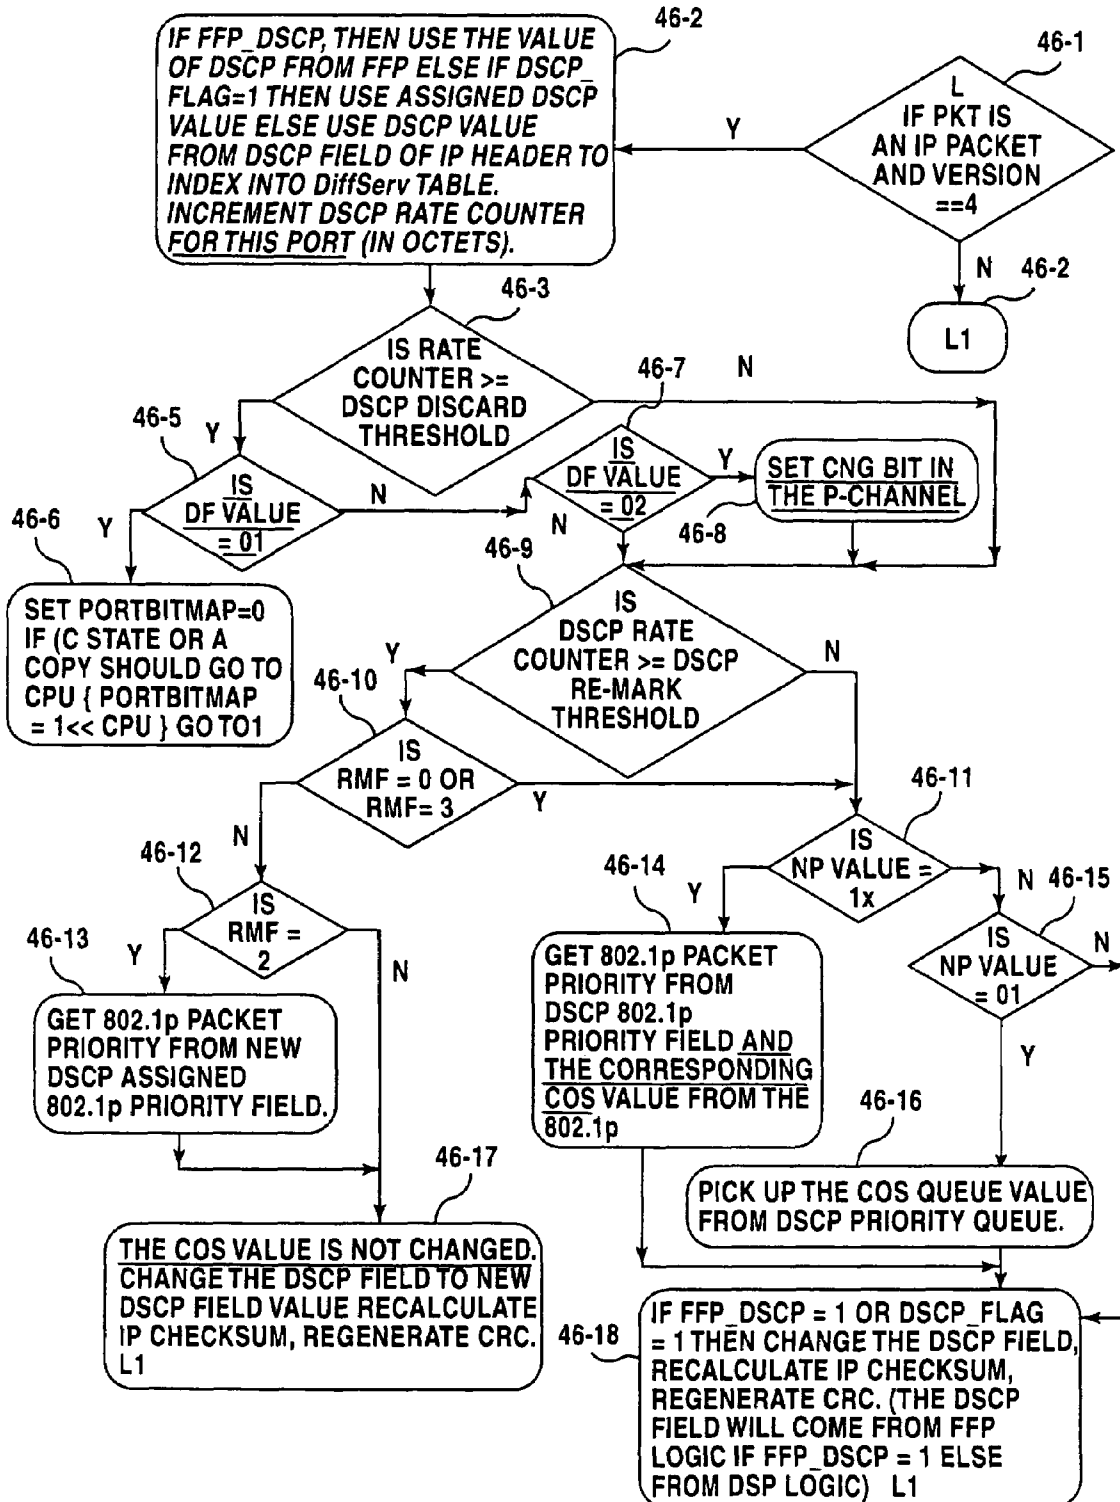 46-2
IF FFP_DSCP, THEN USE THE VALUE
OF DSCP FROM FFP ELSE IF DSCP_
FLAG=1 THEN USE ASSIGNED DSCP
VALUE ELSE USE DSCP VALUE
FROM DSCP FIELD OF IP HEADER TO
INDEX INTO DiffServ TABLE.
INCREMENT DSCP RATE COUNTER
FOR THIS PORT (IN OCTETS).
46-1
L
IF PKT IS
AN IP PACKET
AND VERSION
==4
Y
N
46-2
L1
46-3
IS RATE
COUNTER >=
DSCP DISCARD
THRESHOLD
N
Y
46-5
IS
DF VALUE
= 01
N
Y
46-7
IS
DF VALUE
= 02
Y
N
46-8
SET CNG BIT IN
THE P-CHANNEL
46-6
SET PORTBITMAP=0
IF (C STATE OR A
COPY SHOULD GO TO
CPU { PORTBITMAP
= 1<< CPU } GO TO1
46-9
IS
DSCP RATE
COUNTER >= DSCP
RE-MARK
THRESHOLD
Y
N
46-10
IS
RMF = 0 OR
RMF= 3
Y
N
46-11
IS
NP VALUE =
1x
Y
N
46-12
IS
RMF =
2
Y
N
46-13
GET 802.1p PACKET
PRIORITY FROM NEW
DSCP ASSIGNED
802.1p PRIORITY FIELD.
46-14
GET 802.1p PACKET
PRIORITY FROM
DSCP 802.1p
PRIORITY FIELD AND
THE CORRESPONDING
COS VALUE FROM THE
802.1p
46-15
IS
NP VALUE
= 01
N
Y
46-16
PICK UP THE COS QUEUE VALUE
FROM DSCP PRIORITY QUEUE.
46-17
THE COS VALUE IS NOT CHANGED.
CHANGE THE DSCP FIELD TO NEW
DSCP FIELD VALUE RECALCULATE
IP CHECKSUM, REGENERATE CRC.
L1
46-18
IF FFP_DSCP = 1 OR DSCP_FLAG
= 1 THEN CHANGE THE DSCP FIELD,
RECALCULATE IP CHECKSUM,
REGENERATE CRC. (THE DSCP
FIELD WILL COME FROM FFP
LOGIC IF FFP_DSCP = 1 ELSE
FROM DSP LOGIC) L1